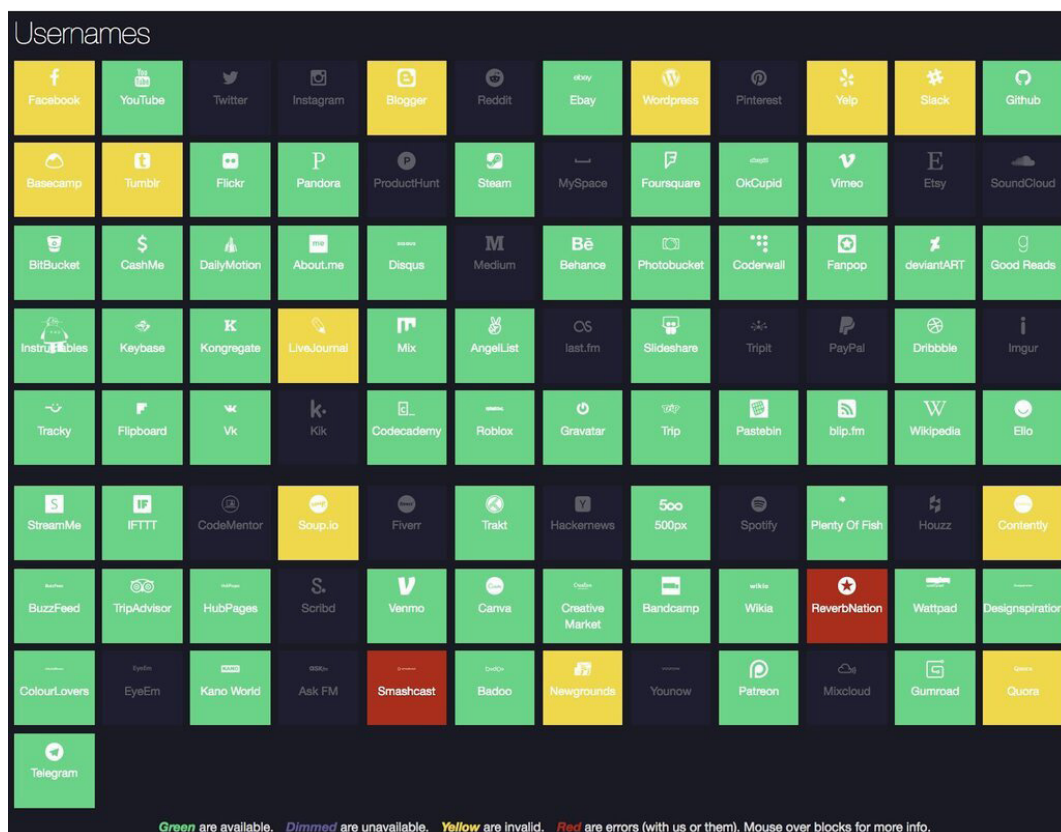 Usernames
Facebook YouTube Twitter Instagram Blogger Reddit Ebay Wordpress Pinterest Yelp Slack Github
Basecamp Tumblr Flickr Pandora ProductHunt Steam MySpace Foursquare OkCupid Vimeo Etsy SoundCloud
BitBucket CashMe DailyMotion About.me Disqus Medium Behance Photobucket Coderwall Fanpop deviantART Good Reads
Keybase Kongregate LiveJournal Mix AngelList last.fm Slideshare Tripit PayPal Dribbble Imgur
Tracky Flipboard Vk Kik Codecademy Roblox Gravatar Trip Pastebin blip.fm Wikipedia Ello
StreamMe IFTTT CodeMentor Soup.io Fiverr Trakt Hackernews 500px Spotify Plenty Of Fish Houzz Contently
BuzzFeed TripAdvisor HubPages Scribd Venmo Canva Creative Market Bandcamp Wikia ReverbNation Wattpad Designspiration
ColourLovers EyeEm Kano World Ask FM Smashcast Badoo Newgrounds Younow Patreon Mixcloud Gumroad Quora
Telegram
Green are available. Dimmed are unavailable. Yellow are invalid. Red are errors (with us or them). Mouse over blocks for more info.